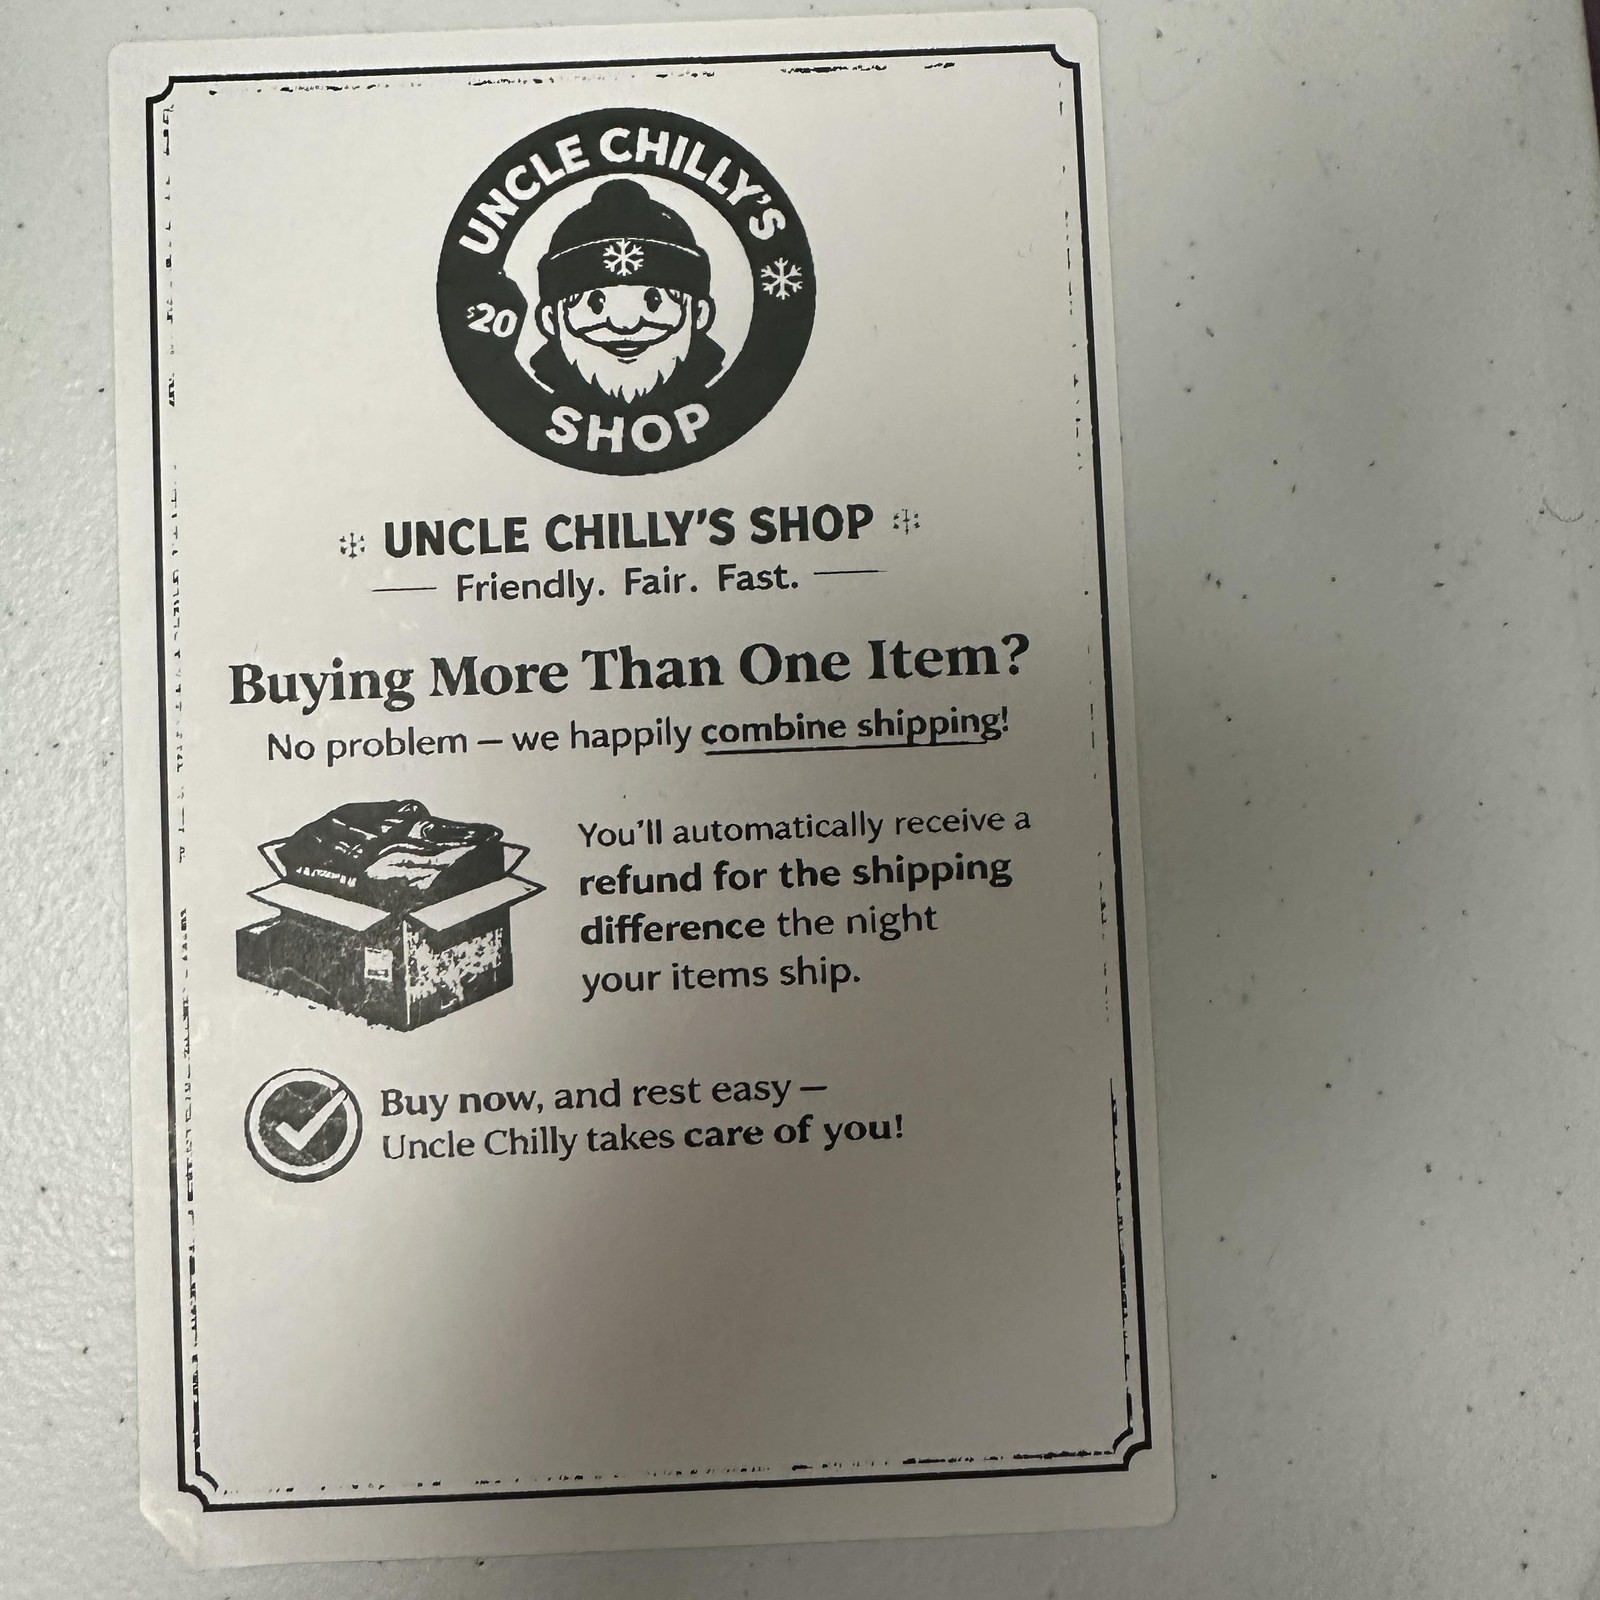 UNCLE CHILLY'S
$20
SHOP
UNCLE CHILLY'S SHOP
Friendly. Fair. Fast.
Buying More Than One Item?
No problem – we happily combine shipping!
You'll automatically receive a
refund for the shipping
difference the night
your items ship.
Buy now, and rest easy –
Uncle Chilly takes care of you!